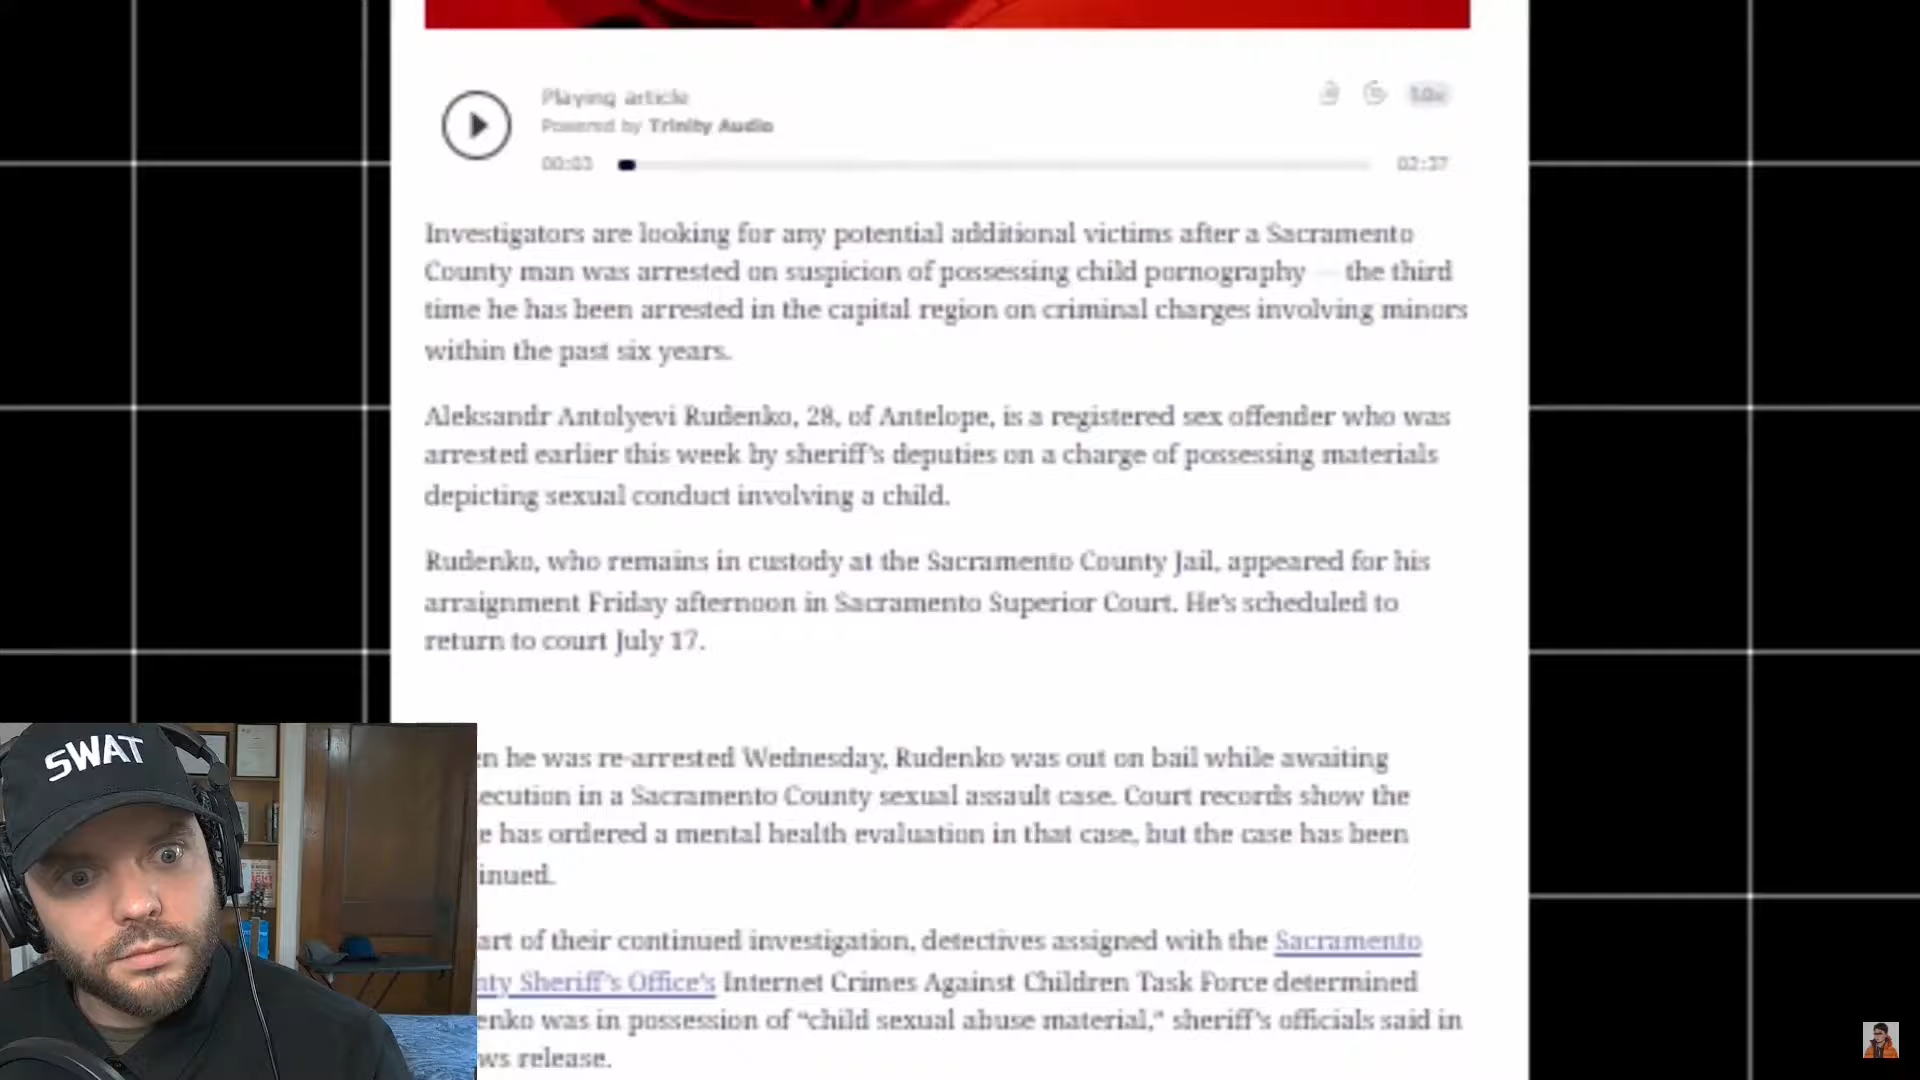 Playing article
Powered by Trinity Audio
00:03
02:37
1.0x
Investigators are looking for any potential additional victims after a Sacramento
County man was arrested on suspicion of possessing child pornography — the third
time he has been arrested in the capital region on criminal charges involving minors
within the past six years.
Aleksandr Antolyevi Rudenko, 28, of Antelope, is a registered sex offender who was
arrested earlier this week by sheriff's deputies on a charge of possessing materials
depicting sexual conduct involving a child.
Rudenko, who remains in custody at the Sacramento County Jail, appeared for his
arraignment Friday afternoon in Sacramento Superior Court. He's scheduled to
return to court July 17.
en he was re-arrested Wednesday, Rudenko was out on bail while awaiting
ecution in a Sacramento County sexual assault case. Court records show the
e has ordered a mental health evaluation in that case, but the case has been
inued.
art of their continued investigation, detectives assigned with the Sacramento
nty Sheriff's Office's Internet Crimes Against Children Task Force determined
enko was in possession of “child sexual abuse material,” sheriff's officials said in
ws release.
SWAT